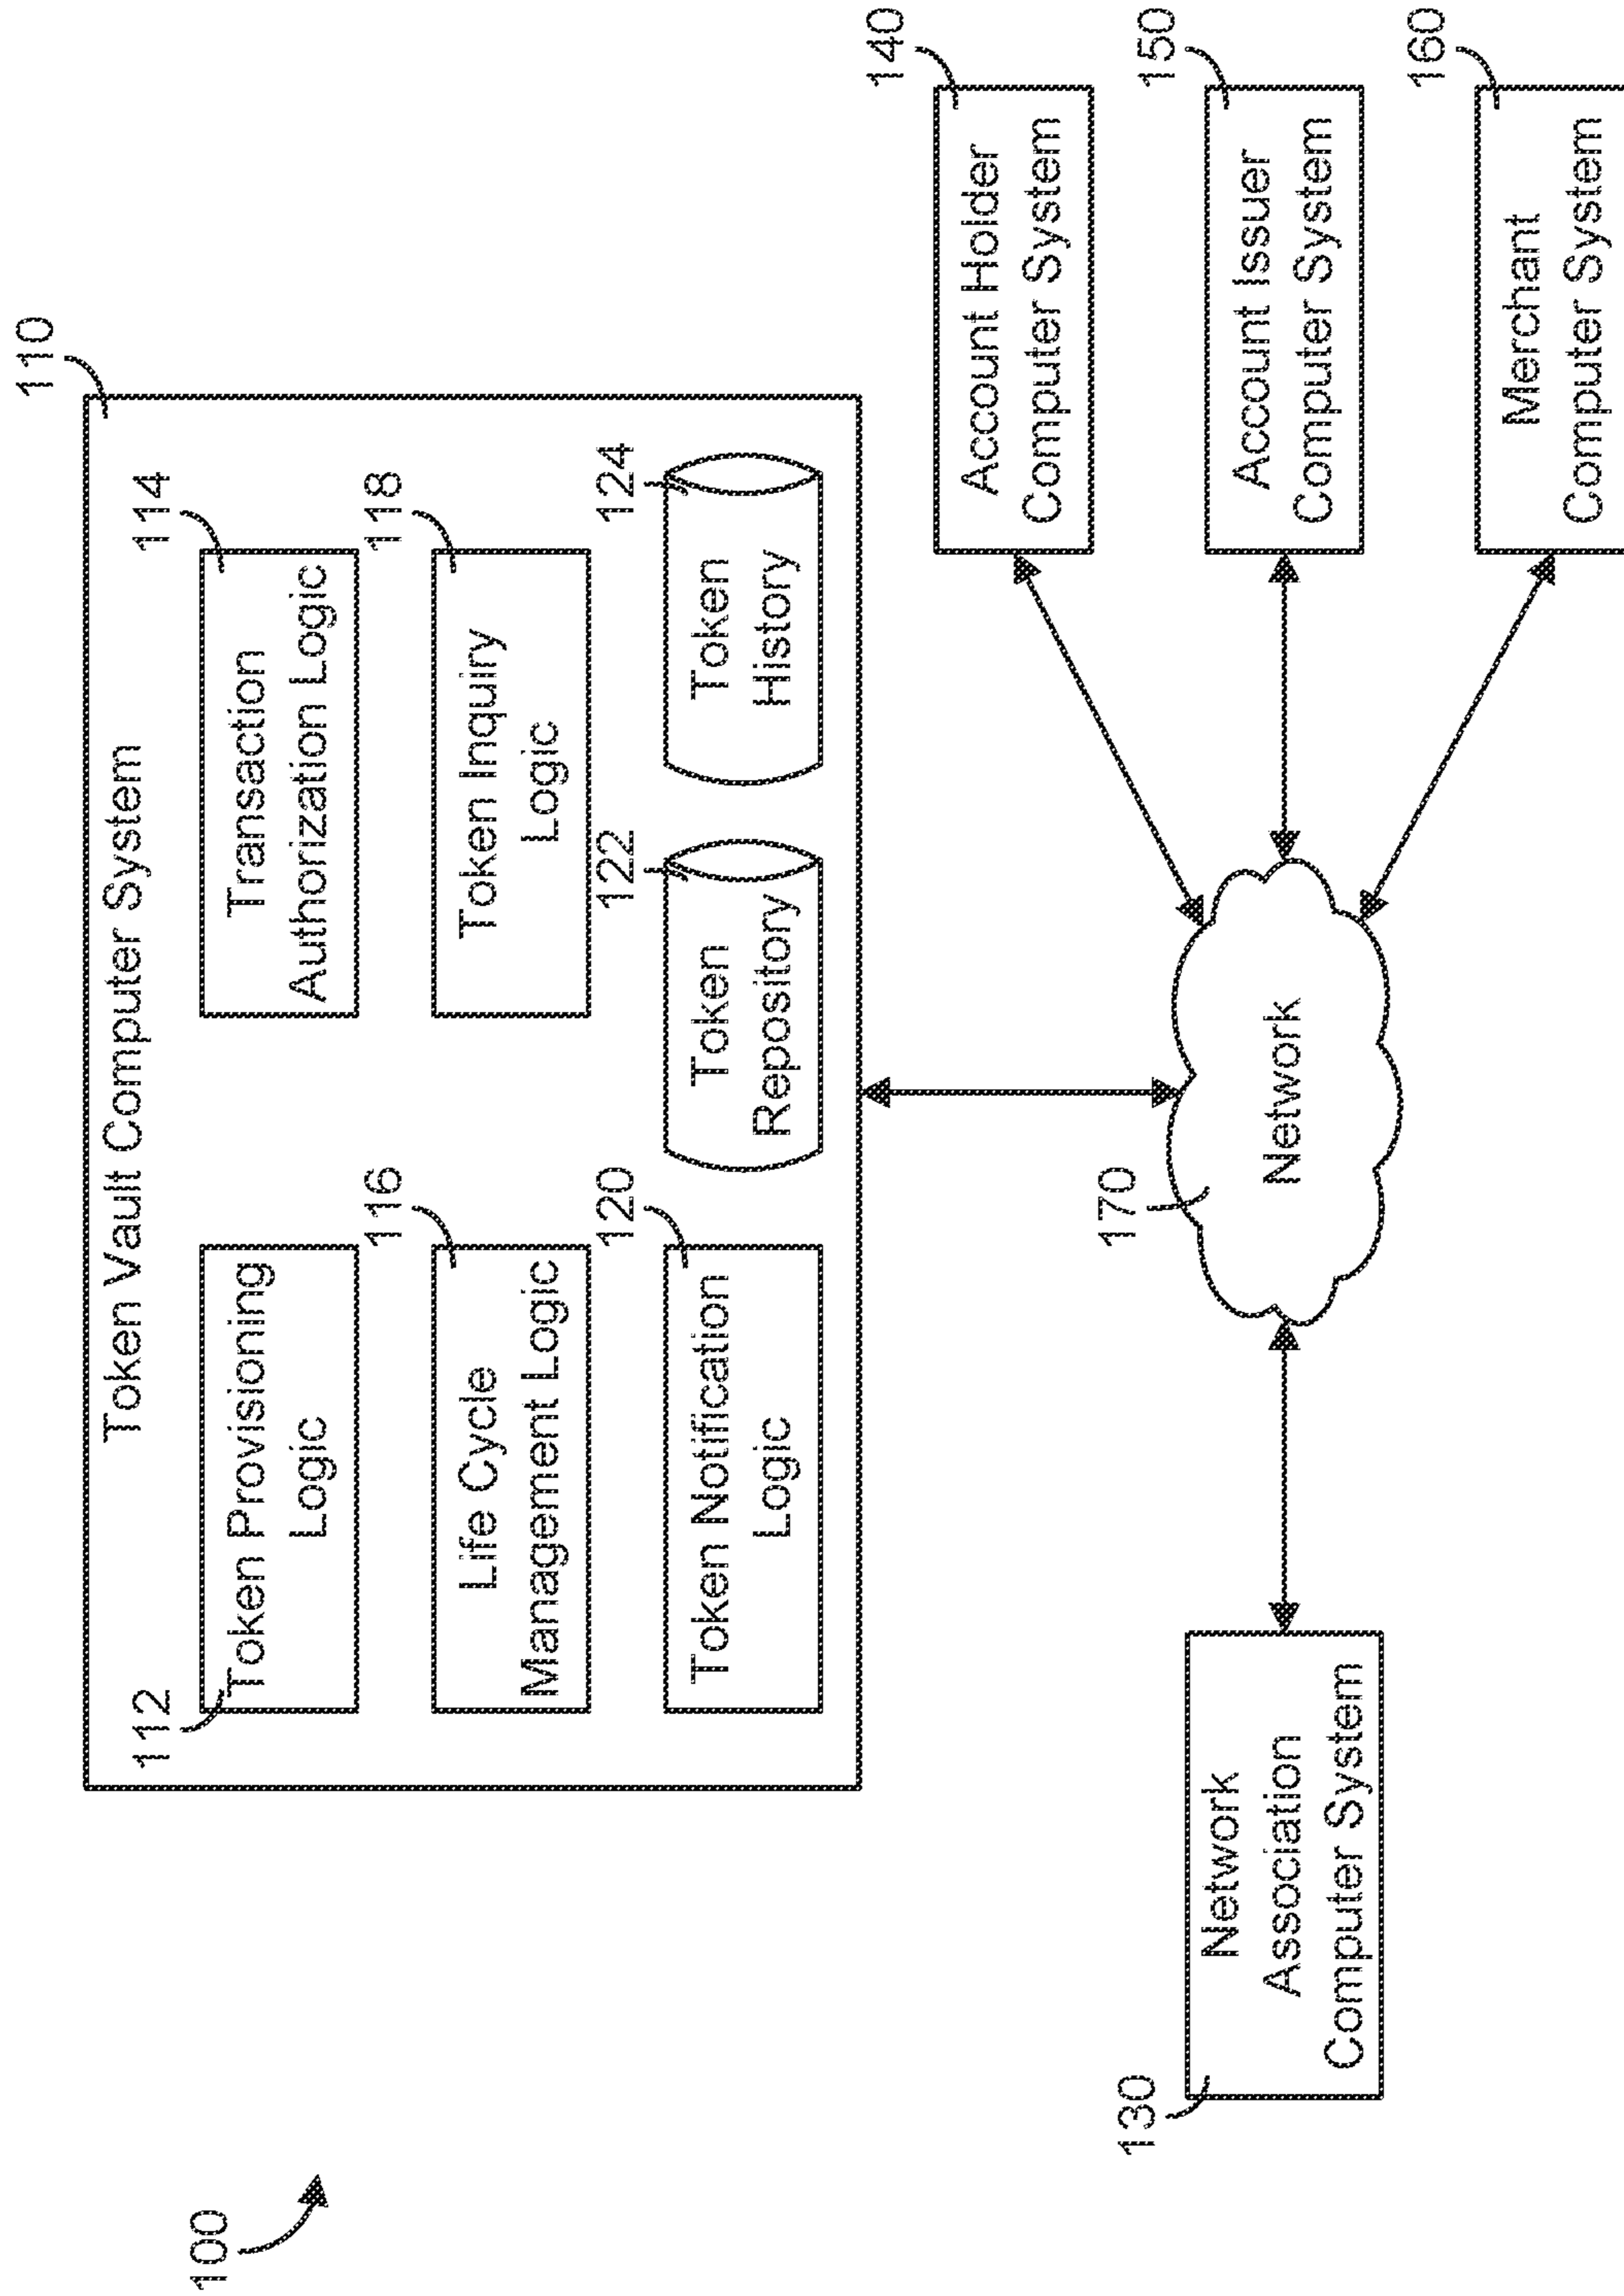 100
110
Token Vault Computer System
112
Token Provisioning
Logic
114
Transaction
Authorization Logic
116
Life Cycle
Management Logic
118
Token Inquiry
Logic
120
Token Notification
Logic
122
Token
Repository
124
Token
History
130
Network
Association
Computer System
170
Network
140
Account Holder
Computer System
150
Account Issuer
Computer System
160
Merchant
Computer System